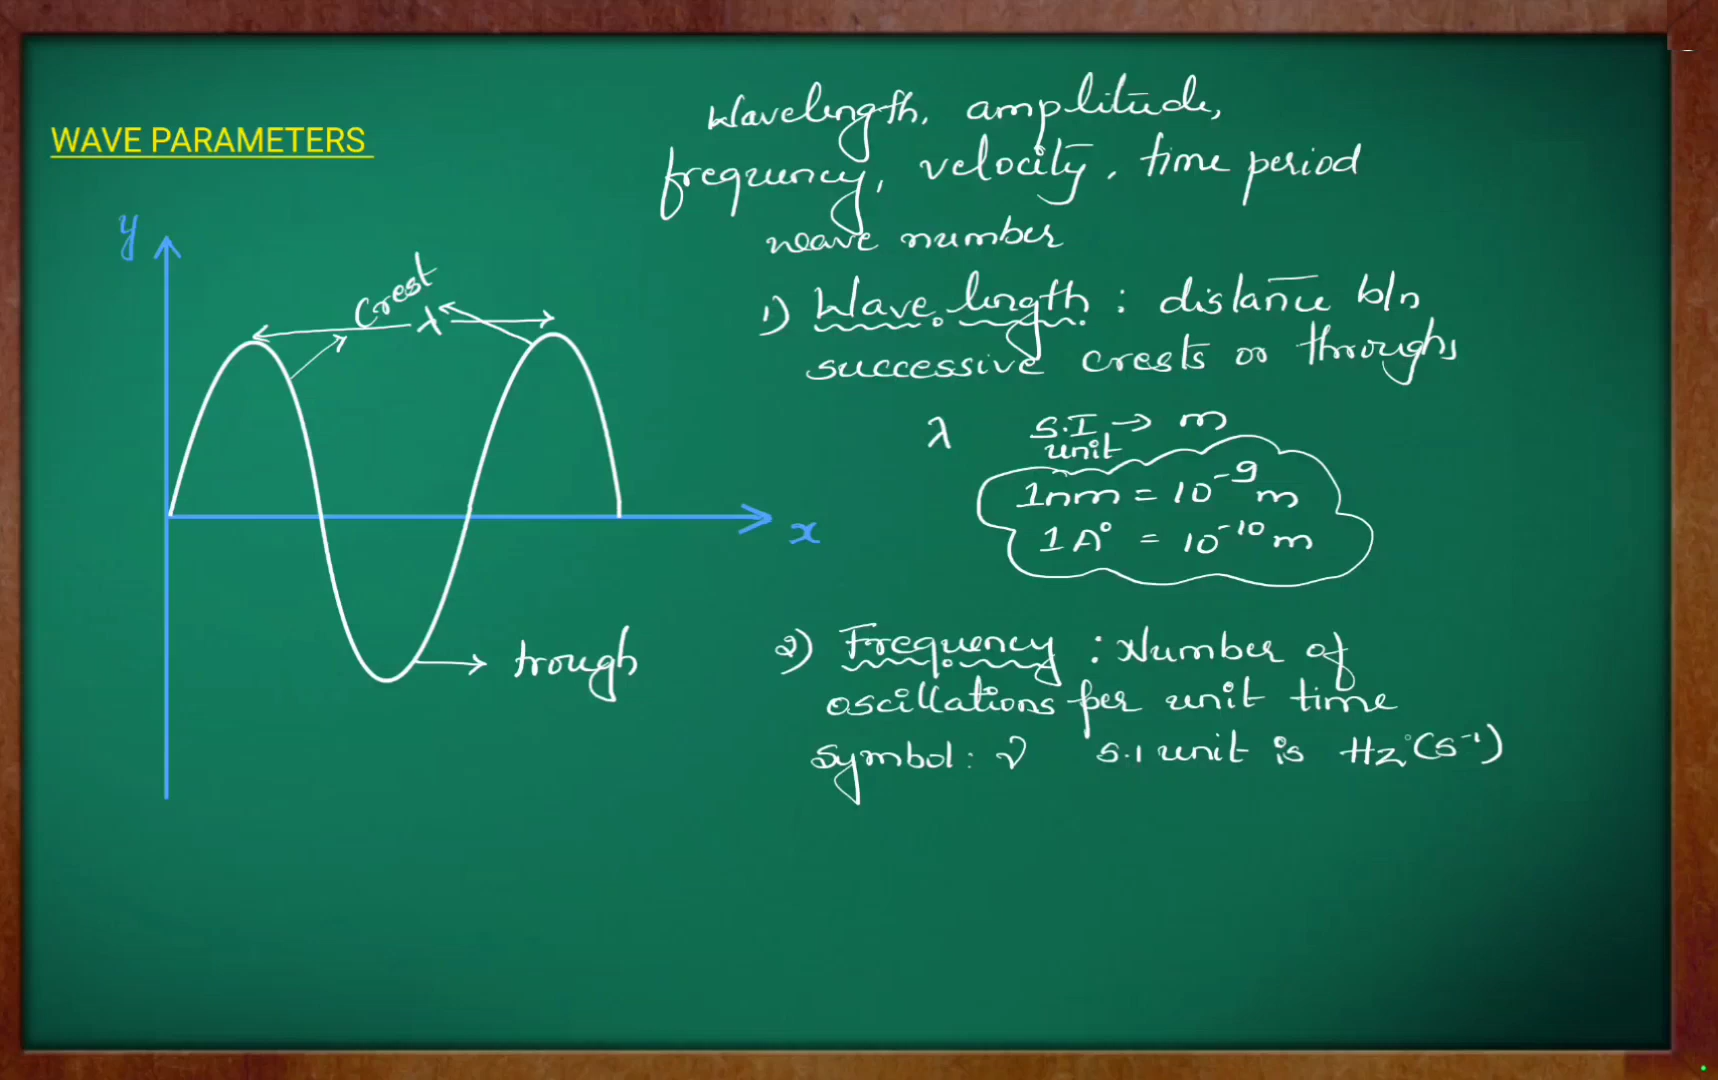 WAVE PARAMETERS
Wavelength, amplitude,
frequency, velocity, time period
wave number
y
Crest
λ
x
trough
1) Wave length : distance b/n
successive crests or throughs
λ S.I → m
unit
1nm = 10⁻⁹ m
1 A° = 10⁻¹⁰ m
2) Frequency : Number of
oscillations per unit time
symbol : ν S.I unit is Hz (s⁻¹)